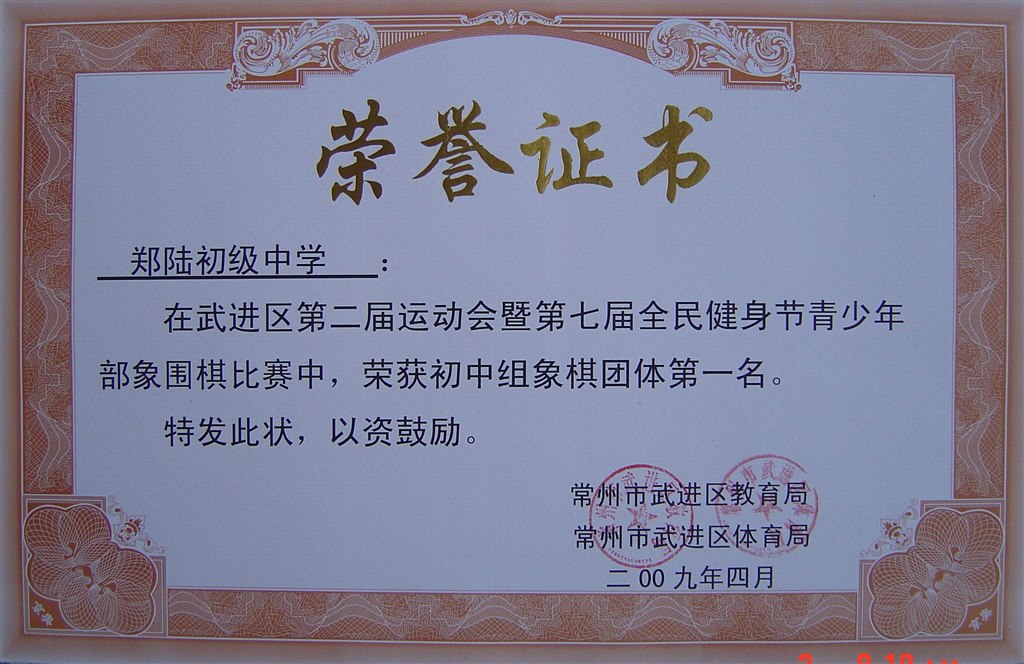 荣誉证书
郑陆初级中学：
在武进区第二届运动会暨第七届全民健身节青少年
部象围棋比赛中，荣获初中组象棋团体第一名。
特发此状，以资鼓励。
常州市武进区教育局
常州市武进区体育局
二00九年四月